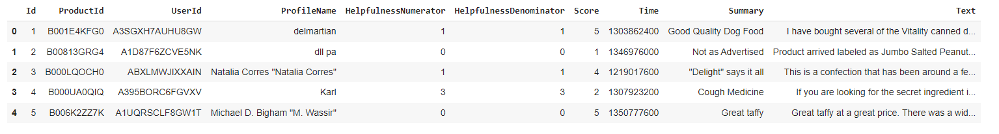 Id ProductId UserId ProfileName HelpfulnessNumerator HelpfulnessDenominator Score Time Summary Text
0 1 B001E4KFG0 A3SGXH7AUHU8GW delmartian 1 1 5 1303862400 Good Quality Dog Food I have bought several of the Vitality canned d...
1 2 B00813GRG4 A1D87F6ZCVE5NK dll pa 0 0 1 1346976000 Not as Advertised Product arrived labeled as Jumbo Salted Peanut...
2 3 B000LQOCH0 ABXLMWJIXXAIN Natalia Corres "Natalia Corres" 1 1 4 1219017600 "Delight" says it all This is a confection that has been around a fe...
3 4 B000UA0QIQ A395BORC6FGVXV Karl 3 3 2 1307923200 Cough Medicine If you are looking for the secret ingredient i...
4 5 B006K2ZZ7K A1UQRSCLF8GW1T Michael D. Bigham "M. Wassir" 0 0 5 1350777600 Great taffy Great taffy at a great price. There was a wid...